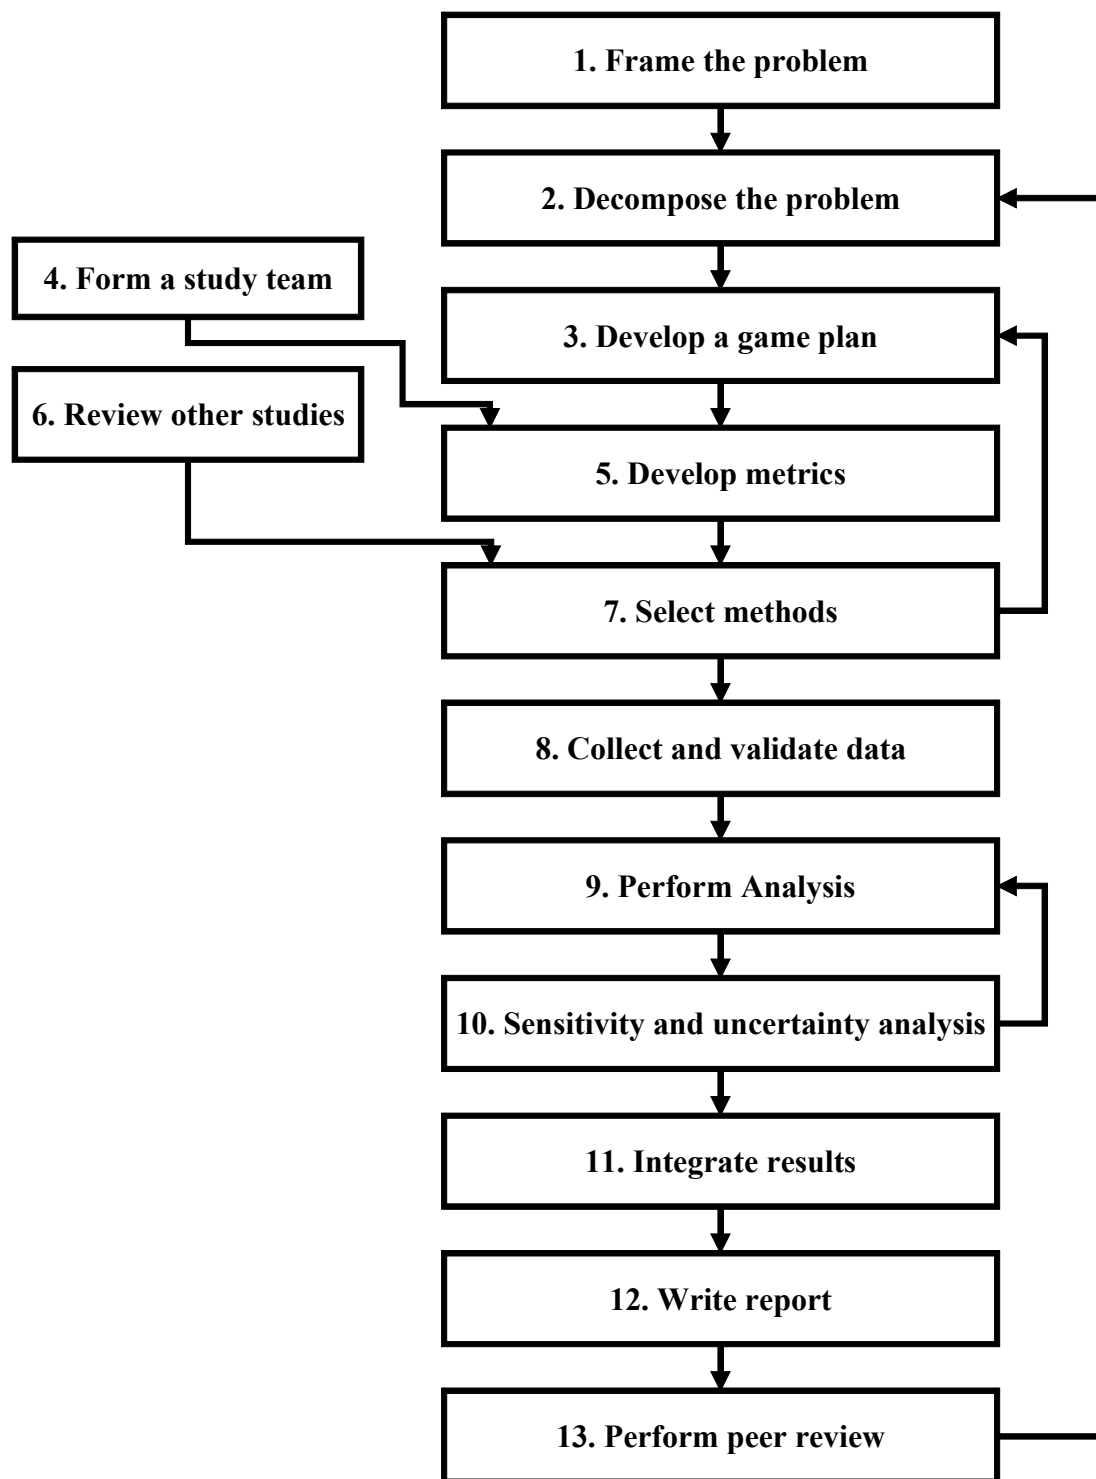 1. Frame the problem
2. Decompose the problem
4. Form a study team
3. Develop a game plan
6. Review other studies
5. Develop metrics
7. Select methods
8. Collect and validate data
9. Perform Analysis
10. Sensitivity and uncertainty analysis
11. Integrate results
12. Write report
13. Perform peer review